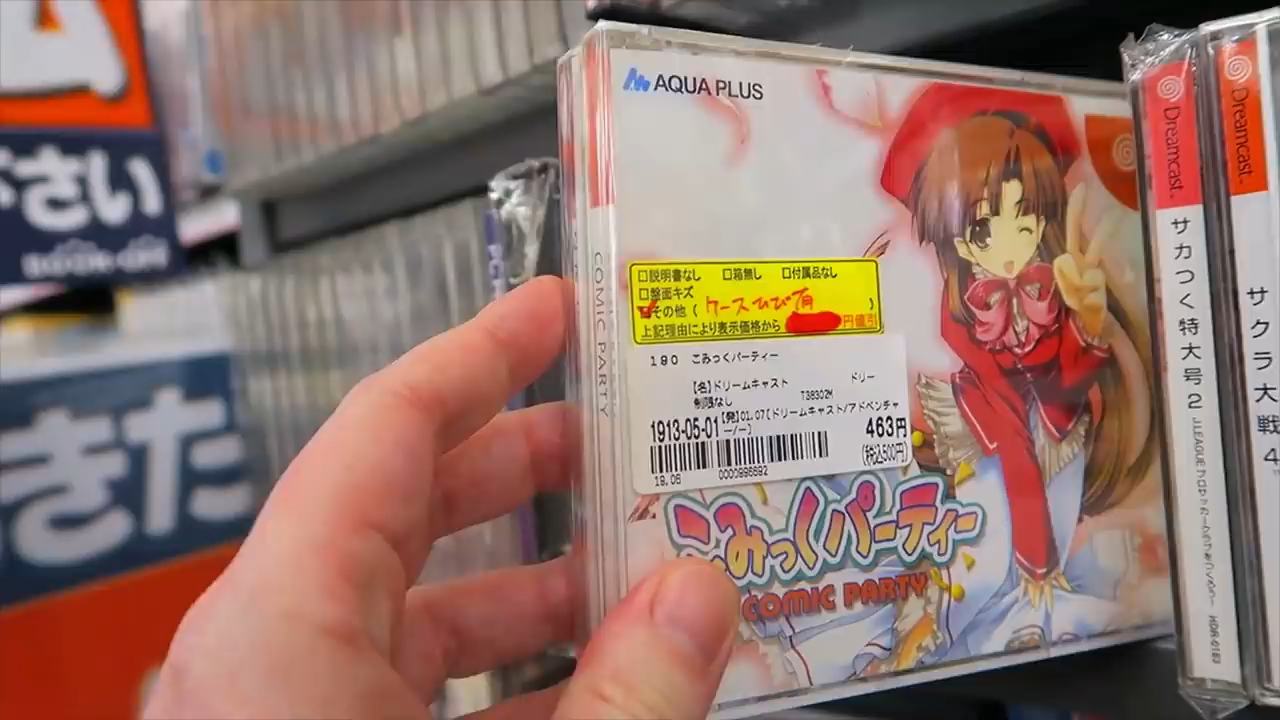 下さい
BOOK-OFF
きた
AQUA PLUS
COMIC PARTY
□説明書なし □箱無し □付属品なし
□盤面キズ
その他（ケースひび有）
上記理由により表示価格から 円値引
190 こみっくパーティー
【名】ドリームキャスト ドリー
制限なし T38302M
1913-05-01 【発】01.07(ドリームキャスト/アドベンチャ
ー/ー)
463円
(税込500円)
19.06 0000896692
こみっくパーティー
COMIC PARTY
Dreamcast
サカつく特大号2
HDR-0183
Dreamcast
サクラ大戦4